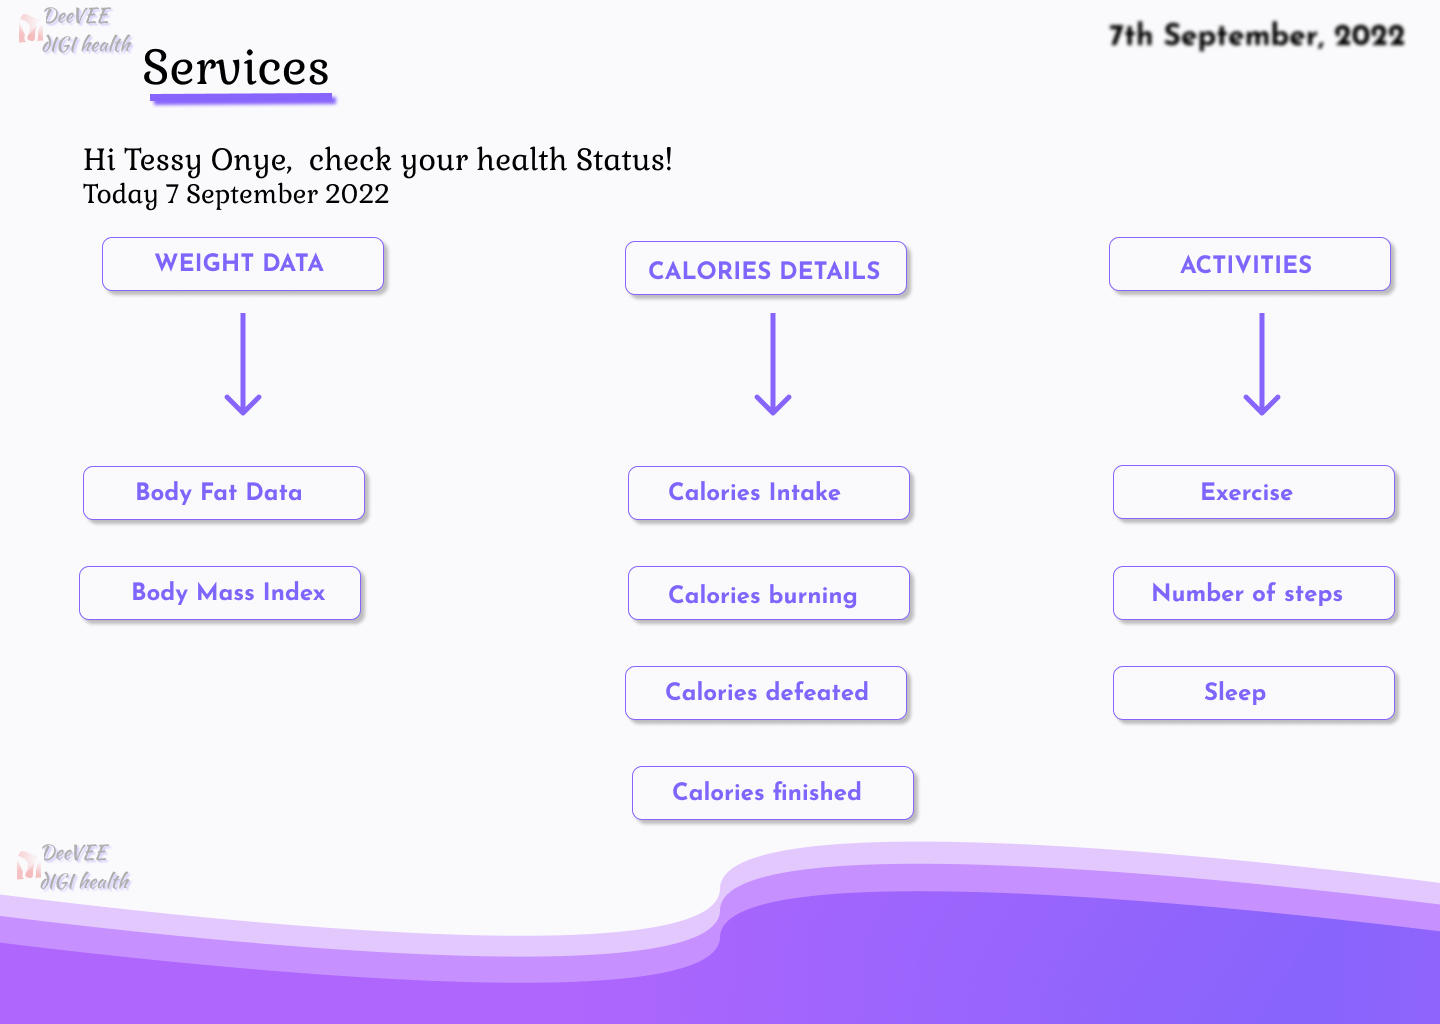 DeeVEE
dIGI health
7th September, 2022
Services
Hi Tessy Onye, check your health Status!
Today 7 September 2022
WEIGHT DATA
CALORIES DETAILS
ACTIVITIES
Body Fat Data
Calories Intake
Exercise
Body Mass Index
Calories burning
Number of steps
Calories defeated
Sleep
Calories finished
DeeVEE
dIGI health